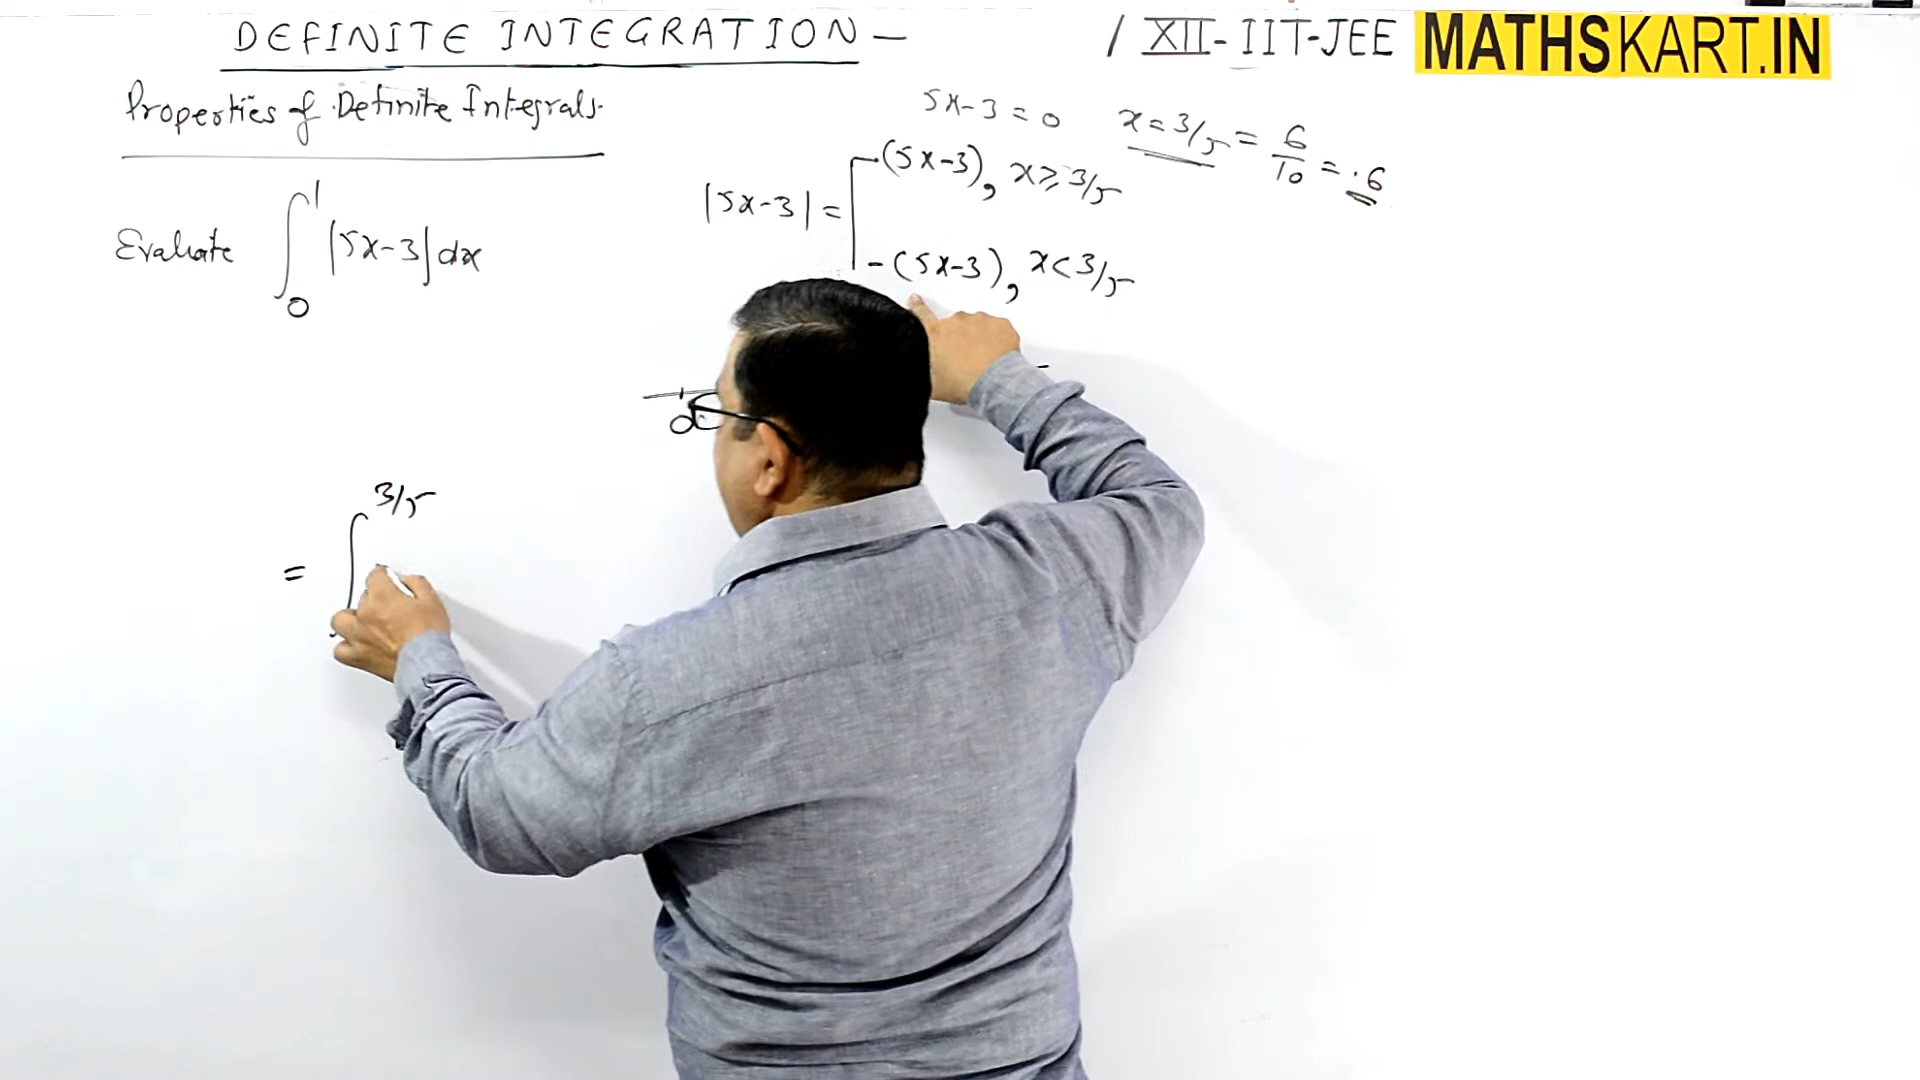 DEFINITE INTEGRATION – / XII - IIT-JEE MATHSKART.IN
Properties of Definite Integrals.
5x-3=0 x=3/5 = 6/10 = .6
|5x-3| = (5x-3), x≥3/5
-(5x-3), x<3/5
Evaluate ∫₀¹ |5x-3| dx
0
= ∫ 3/5